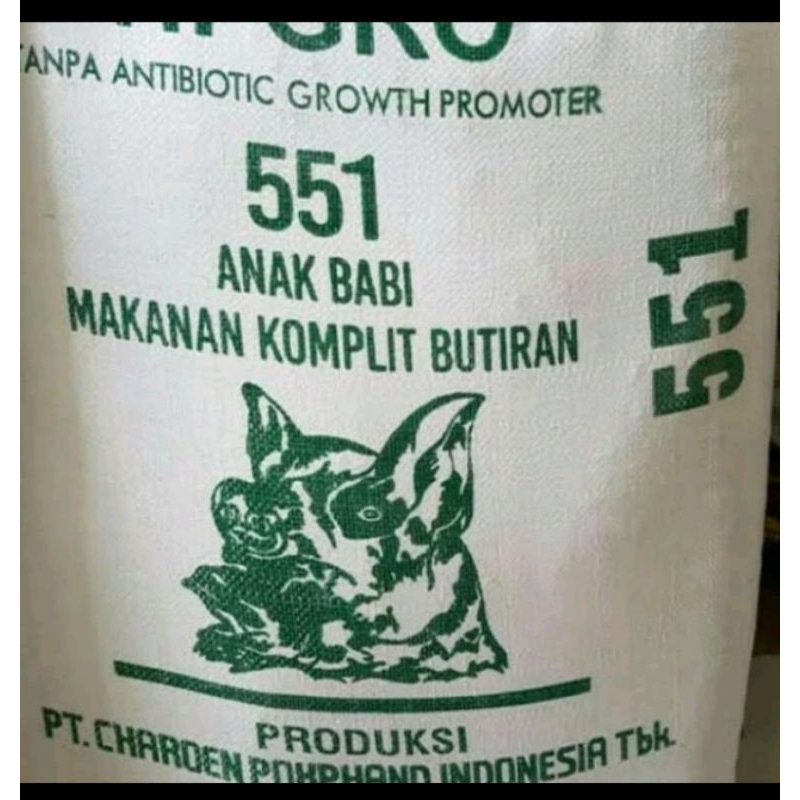 TANPA ANTIBIOTIC GROWTH PROMOTER
551
ANAK BABI
MAKANAN KOMPLIT BUTIRAN
551
PRODUKSI
PT. CHAROEN POKPHAND INDONESIA Tbk.